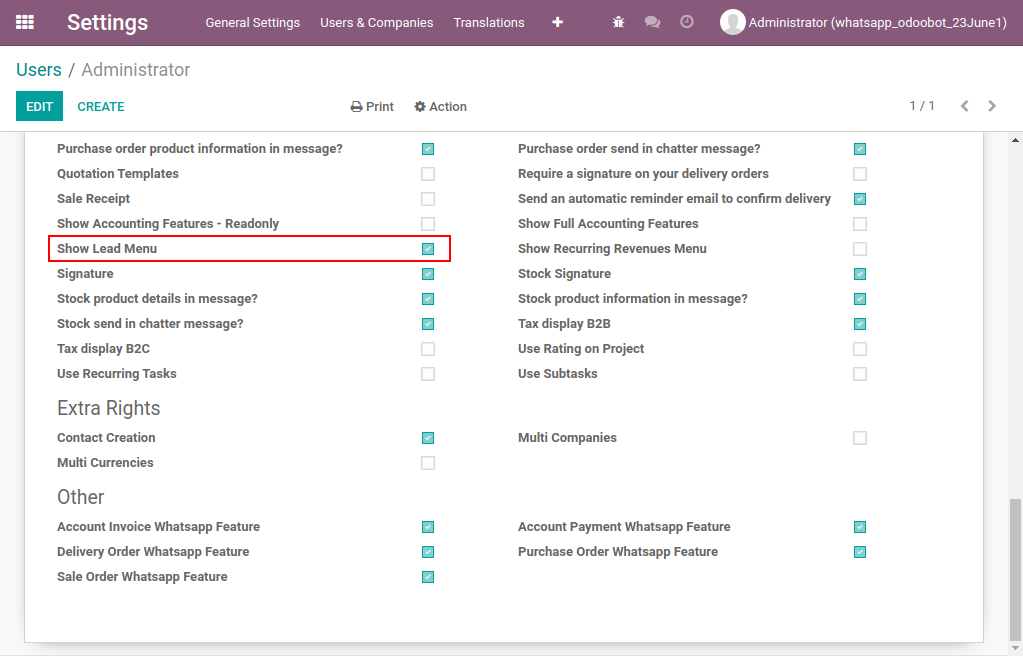 Settings General Settings Users & Companies Translations Administrator (whatsapp_odoobot_23June1)
Users / Administrator
EDIT CREATE Print Action 1 / 1
Purchase order product information in message? Purchase order send in chatter message?
Quotation Templates Require a signature on your delivery orders
Sale Receipt Send an automatic reminder email to confirm delivery
Show Accounting Features - Readonly Show Full Accounting Features
Show Lead Menu Show Recurring Revenues Menu
Signature Stock Signature
Stock product details in message? Stock product information in message?
Stock send in chatter message? Tax display B2B
Tax display B2C Use Rating on Project
Use Recurring Tasks Use Subtasks
Extra Rights
Contact Creation Multi Companies
Multi Currencies
Other
Account Invoice Whatsapp Feature Account Payment Whatsapp Feature
Delivery Order Whatsapp Feature Purchase Order Whatsapp Feature
Sale Order Whatsapp Feature